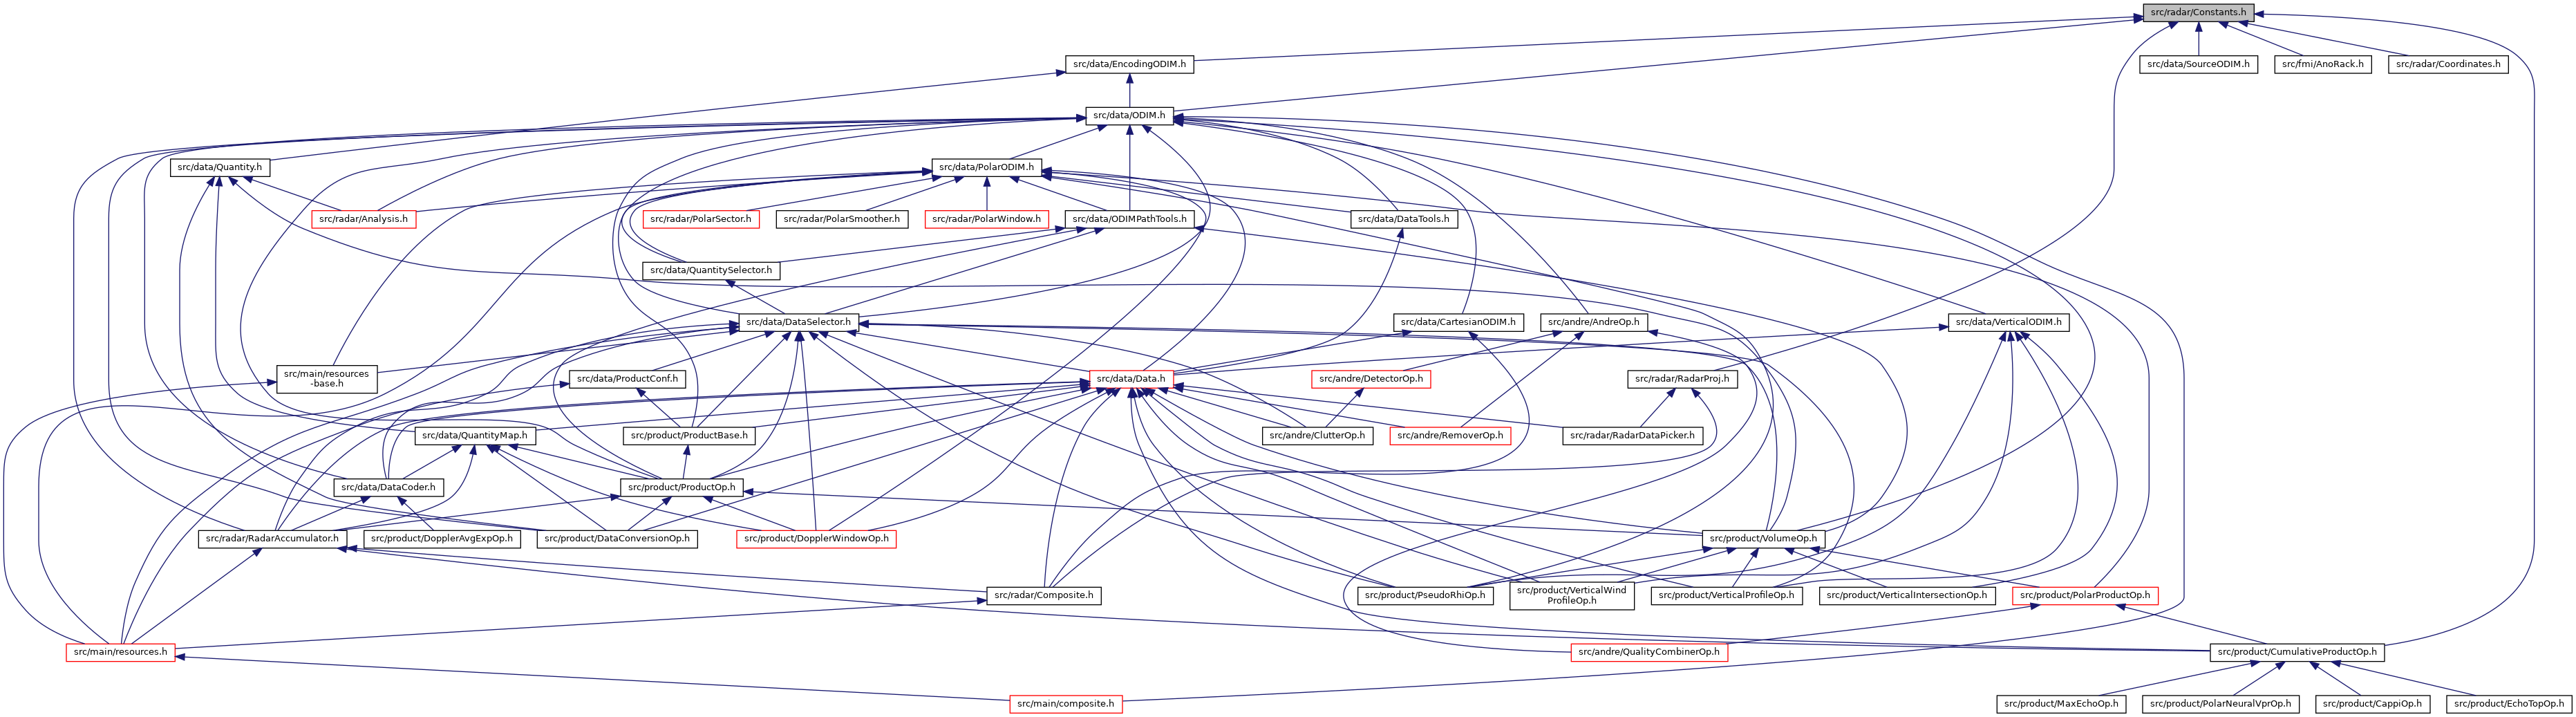 src/radar/Constants.h
src/data/EncodingODIM.h
src/data/SourceODIM.h
src/fmi/AnoRack.h
src/radar/Coordinates.h
src/data/ODIM.h
src/data/Quantity.h
src/data/PolarODIM.h
src/radar/Analysis.h
src/radar/PolarSector.h
src/radar/PolarSmoother.h
src/radar/PolarWindow.h
src/data/ODIMPathTools.h
src/data/DataTools.h
src/data/QuantitySelector.h
src/data/DataSelector.h
src/data/CartesianODIM.h
src/andre/AndreOp.h
src/data/VerticalODIM.h
src/main/resources
-base.h
src/data/ProductConf.h
src/data/Data.h
src/andre/DetectorOp.h
src/radar/RadarProj.h
src/data/QuantityMap.h
src/product/ProductBase.h
src/andre/ClutterOp.h
src/andre/RemoverOp.h
src/radar/RadarDataPicker.h
src/data/DataCoder.h
src/product/ProductOp.h
src/radar/RadarAccumulator.h
src/product/DopplerAvgExpOp.h
src/product/DataConversionOp.h
src/product/DopplerWindowOp.h
src/product/VolumeOp.h
src/radar/Composite.h
src/product/PseudoRhiOp.h
src/product/VerticalWind
ProfileOp.h
src/product/VerticalProfileOp.h
src/product/VerticalIntersectionOp.h
src/product/PolarProductOp.h
src/main/resources.h
src/andre/QualityCombinerOp.h
src/product/CumulativeProductOp.h
src/main/composite.h
src/product/MaxEchoOp.h
src/product/PolarNeuralVprOp.h
src/product/CappiOp.h
src/product/EchoTopOp.h